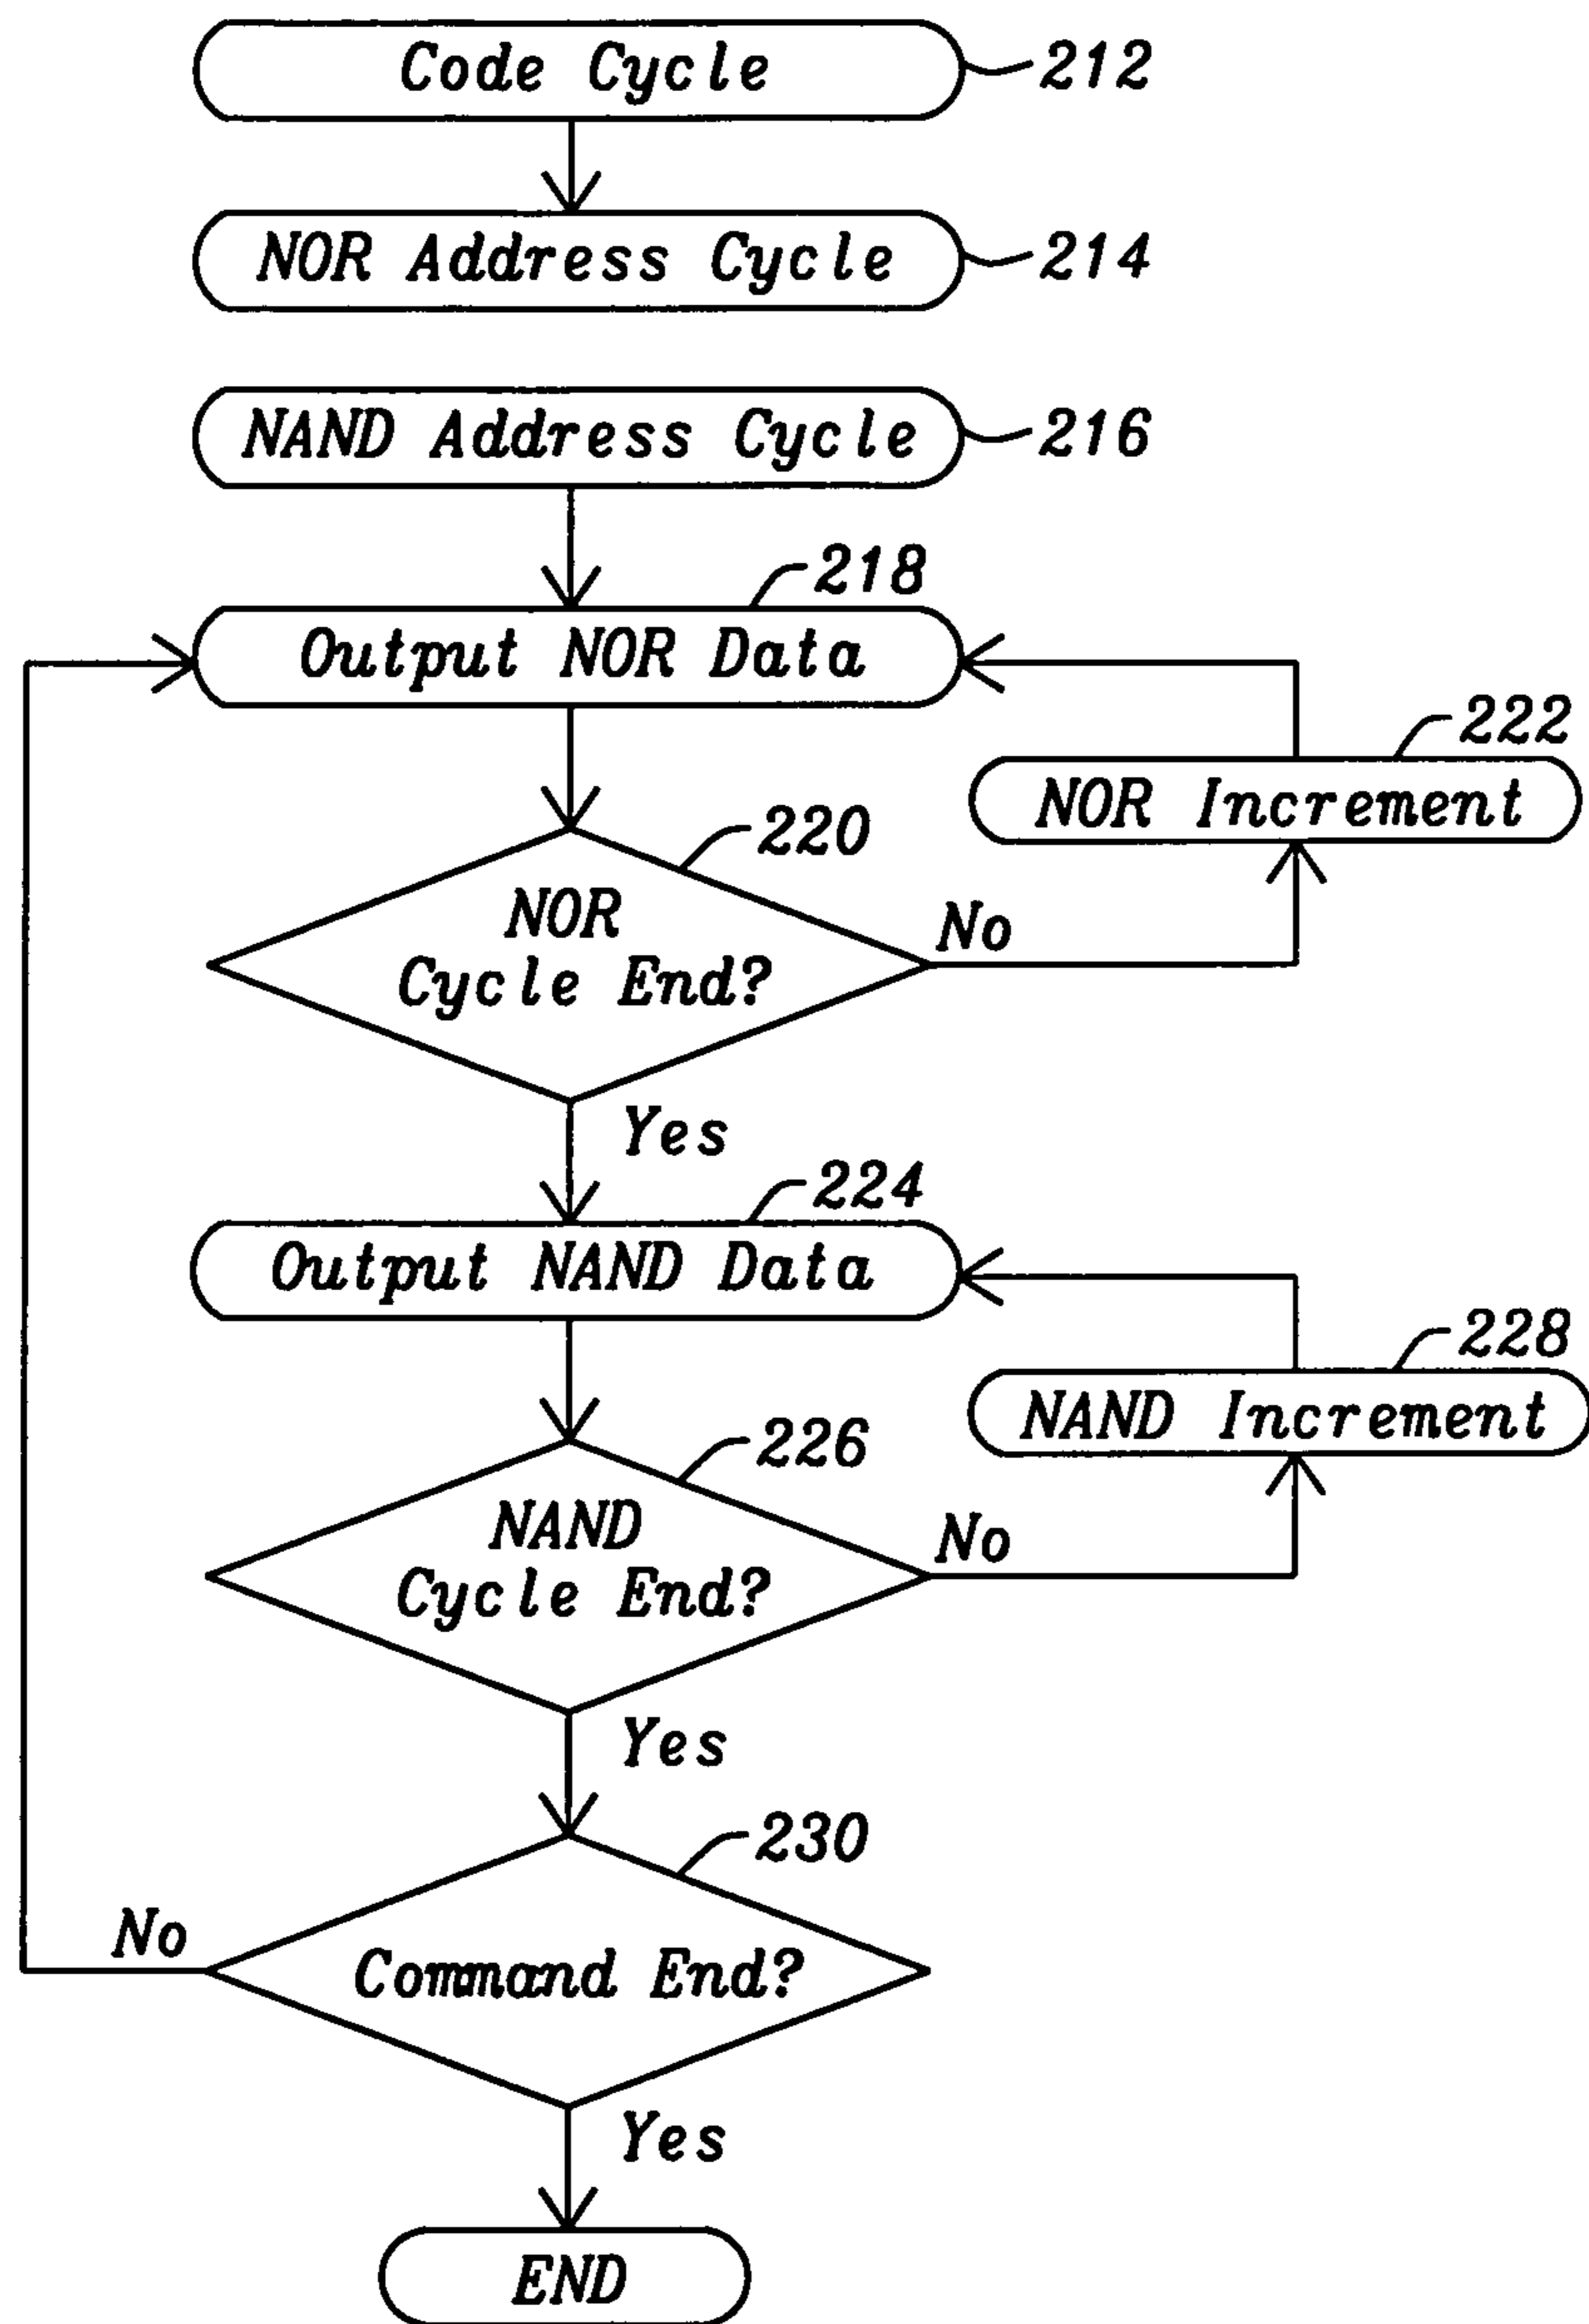 Code Cycle
212
NOR Address Cycle
214
NAND Address Cycle
216
218
Output NOR Data
222
NOR Increment
220
NOR
Cycle End?
No
Yes
224
Output NAND Data
228
NAND Increment
226
NAND
Cycle End?
No
Yes
230
No
Command End?
Yes
END